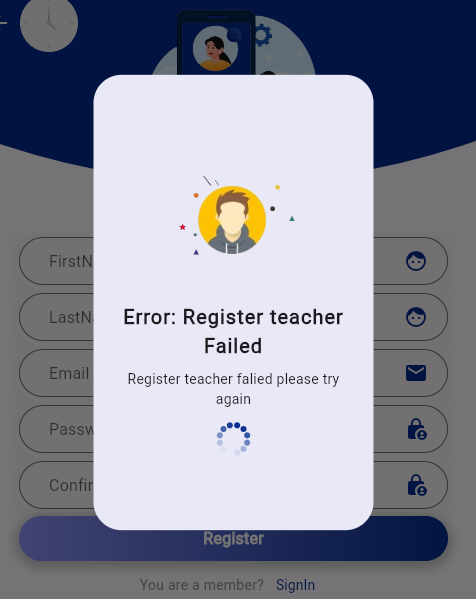 FirstN
LastNa
Email
Passw
Confir
Error: Register teacher
Failed
Register teacher falied please try
again
Register
You are a member? SignIn